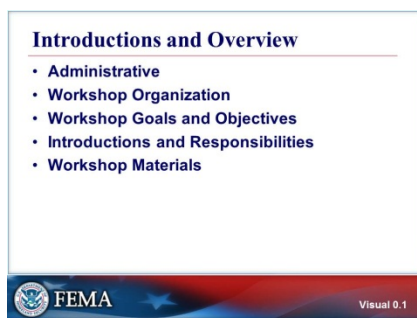 Introductions and Overview
• Administrative
• Workshop Organization
• Workshop Goals and Objectives
• Introductions and Responsibilities
• Workshop Materials
FEMA
Visual 0.1